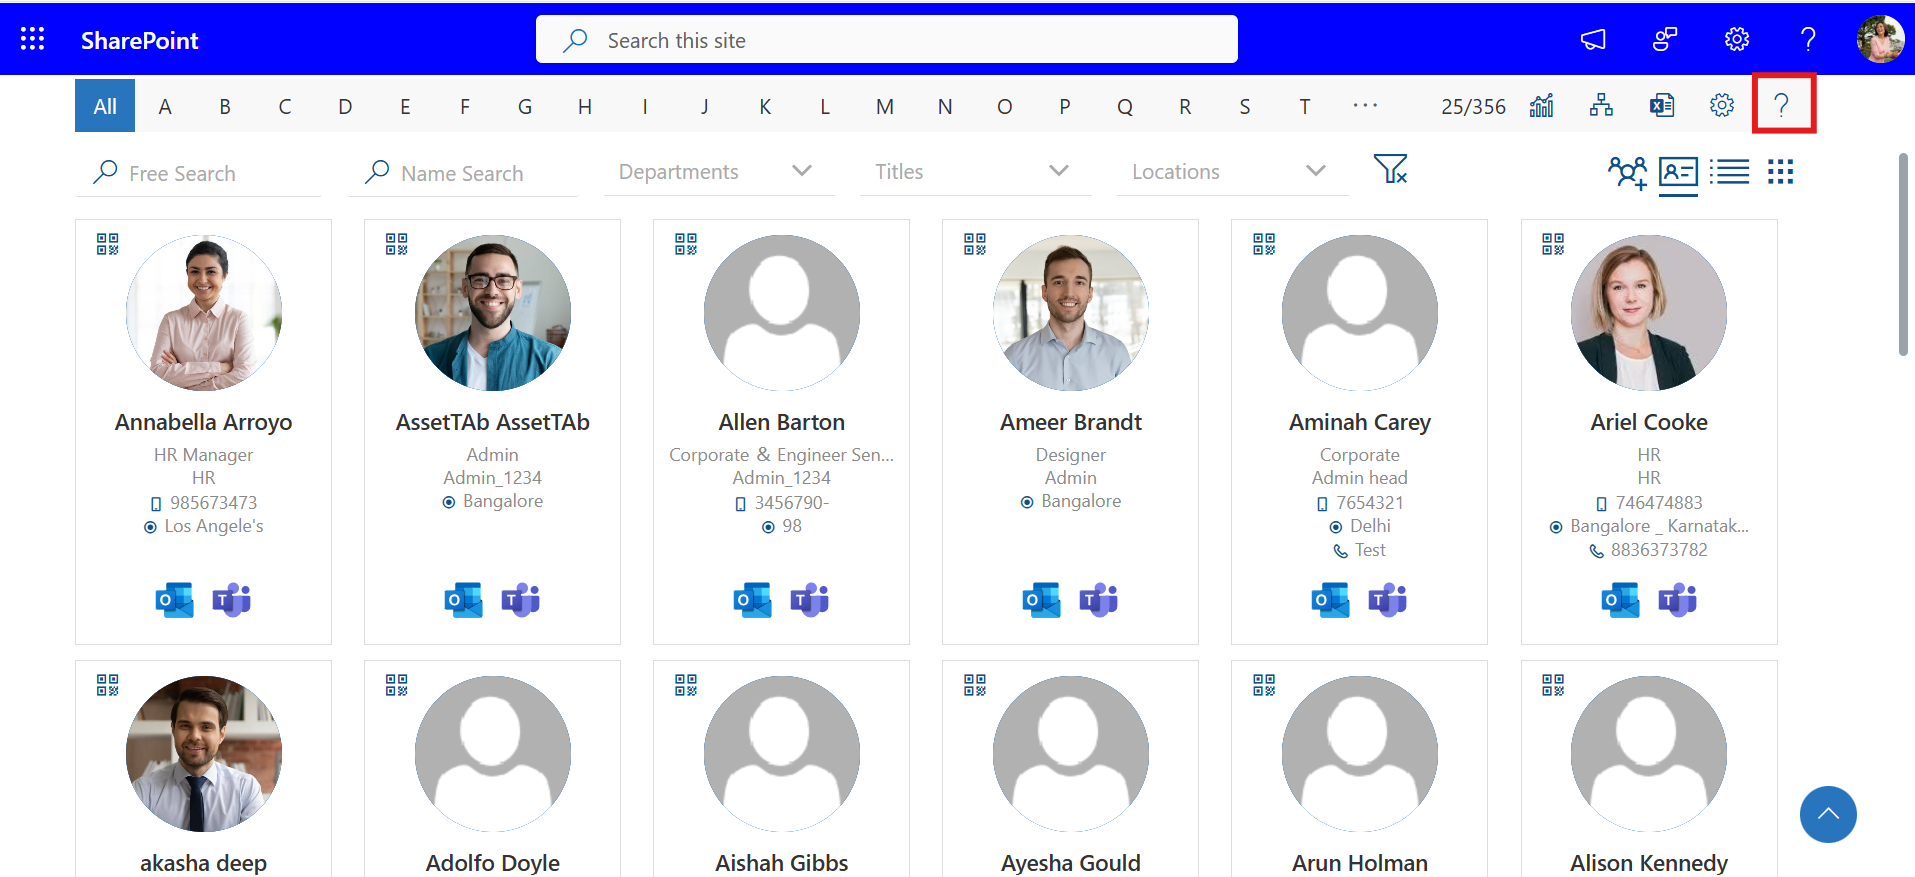 SharePoint
Search this site
?
All A B C D E F G H I J K L M N O P Q R S T ... 25/356 ?
Free Search Name Search Departments Titles Locations
Annabella Arroyo
HR Manager
HR
985673473
Los Angele's
AssetTAb AssetTAb
Admin
Admin_1234
Bangalore
Allen Barton
Corporate & Engineer Sen...
Admin_1234
3456790-
98
Ameer Brandt
Designer
Admin
Bangalore
Aminah Carey
Corporate
Admin head
7654321
Delhi
Test
Ariel Cooke
HR
HR
746474883
Bangalore _ Karnatak...
8836373782
akasha deep
Adolfo Doyle
Aishah Gibbs
Ayesha Gould
Arun Holman
Alison Kennedy